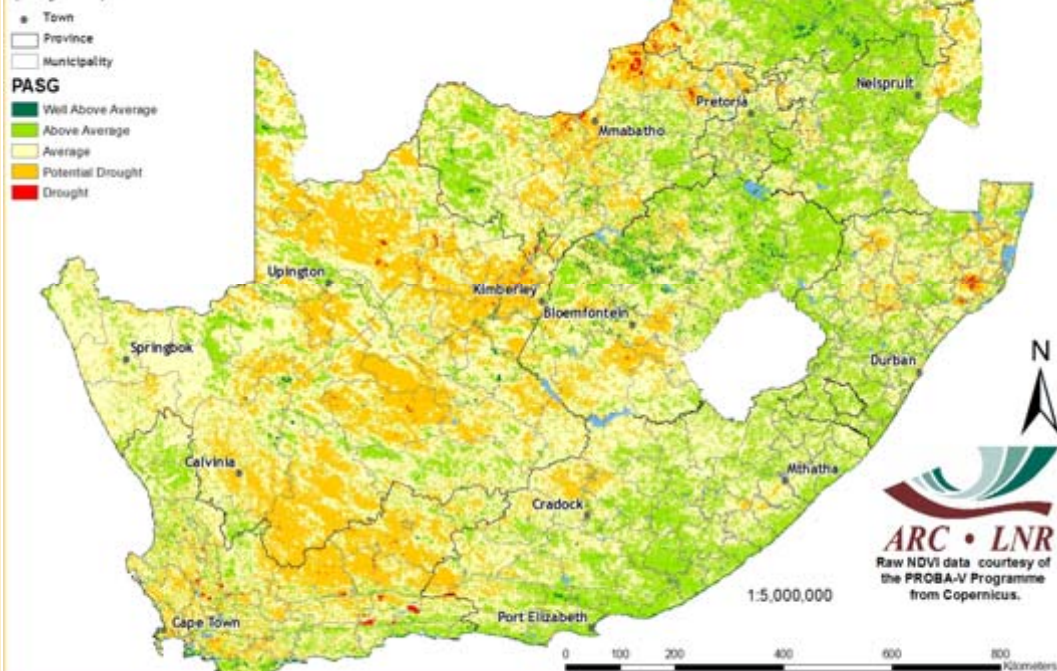 Town
Province
Municipality
PASG
Well Above Average
Above Average
Average
Potential Drought
Drought
Nelspruit
Pretoria
Mmabatho
Upington
Kimberley
Bloemfontein
Springbok
Durban
N
Calvinia
Mthatha
Cradock
ARC • LNR
Raw NDVI data courtesy of
the PROBA-V Programme
from Copernicus.
1:5,000,000
Port Elizabeth
Cape Town
0 100 200 400 600 800
Kilometers